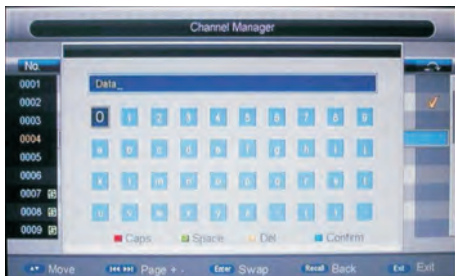 Channel Manager
No.
0001
Data_
0002
0 1 2 3 4 5 6 7 8 9
0003
0004
a b c d e f g h i j
0005
0006
k l m n o p q r s t
0007
0008
u v w x y z
0009
Caps Space Del Confirm
Move Page + - Enter Swap Recall Back Exit Exit